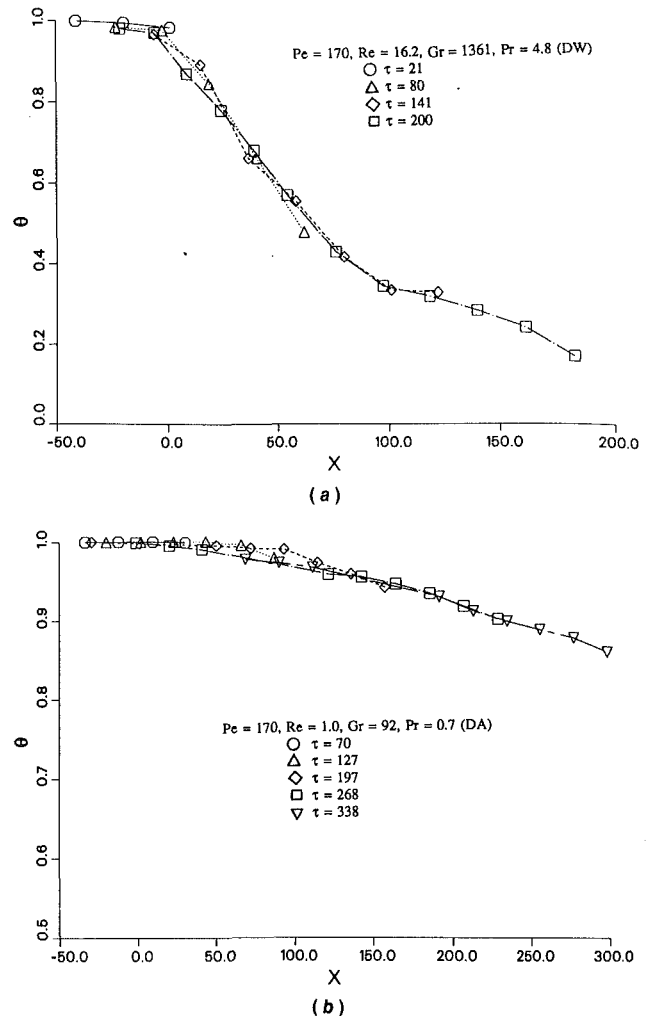 1.0
0.8
0.6
0.4
0.2
0.0
θ
Pe = 170, Re = 16.2, Gr = 1361, Pr = 4.8 (DW)
τ = 21
τ = 80
τ = 141
τ = 200
-50.0 0.0 50.0 100.0 150.0 200.0
X
(a)
1.0
0.9
0.8
0.7
0.6
0.5
θ
Pe = 170, Re = 1.0, Gr = 92, Pr = 0.7 (DA)
τ = 70
τ = 127
τ = 197
τ = 268
τ = 338
-50.0 0.0 50.0 100.0 150.0 200.0 250.0 300.0
X
(b)